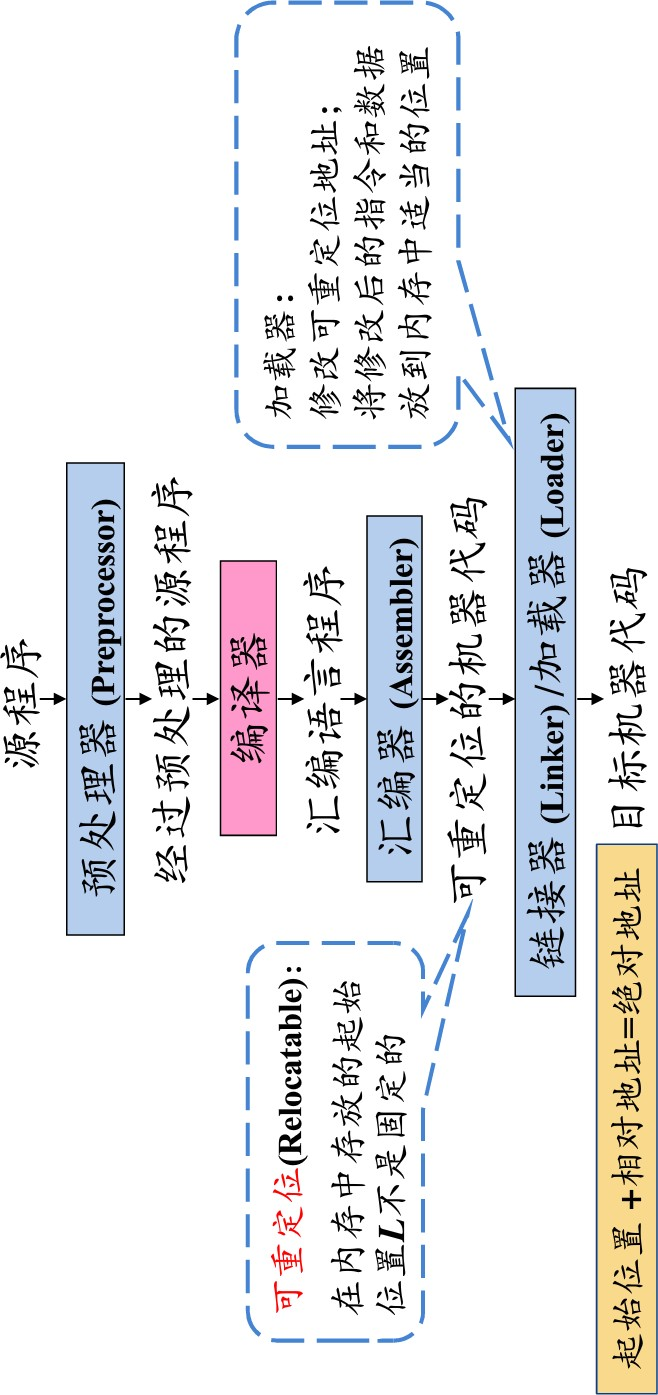 源程序
预处理器 (Preprocessor)
经过预处理的源程序
编译器
汇编语言程序
汇编器 (Assembler)
可重定位的机器代码
链接器 (Linker) /加载器 (Loader)
目标机器代码
可重定位(Relocatable):
在内存中存放的起始
位置L不是固定的
加载器:
修改可重定位地址;
将修改后的指令和数据
放到内存中适当的位置
起始位置 +相对地址=绝对地址